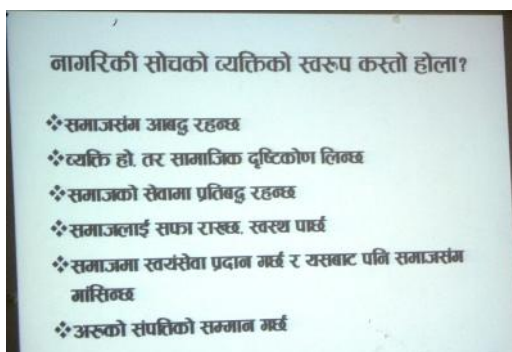 नागरिकी सोचको व्यक्तिको स्वरुप कस्तो होला?
❖समाजसंग आबद्ध रहन्छ
❖व्यक्ति हो, तर सामाजिक दृष्टिकोण लिन्छ
❖समाजको सेवामा प्रतिबद्ध रहन्छ
❖समाजलाई सफा राख्छ, स्वस्थ पार्छ
❖समाजमा स्वयंसेवा प्रदान गर्छ र यसबाट पनि समाजसंग
गांसिन्छ
❖अरुको संपत्तिको सम्मान गर्छ